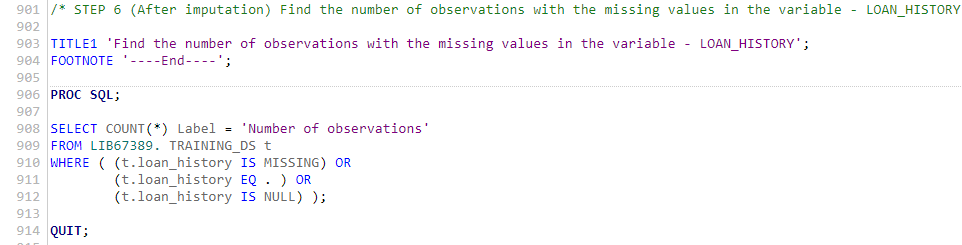 901 /* STEP 6 (After imputation) Find the number of observations with the missing values in the variable - LOAN_HISTORY
902
903 TITLE1 'Find the number of observations with the missing values in the variable - LOAN_HISTORY';
904 FOOTNOTE '----End----';
905
906 PROC SQL;
907
908 SELECT COUNT(*) Label = 'Number of observations'
909 FROM LIB67389. TRAINING_DS t
910 WHERE ( (t.loan_history IS MISSING) OR
911 (t.loan_history EQ . ) OR
912 (t.loan_history IS NULL) );
913
914 QUIT;